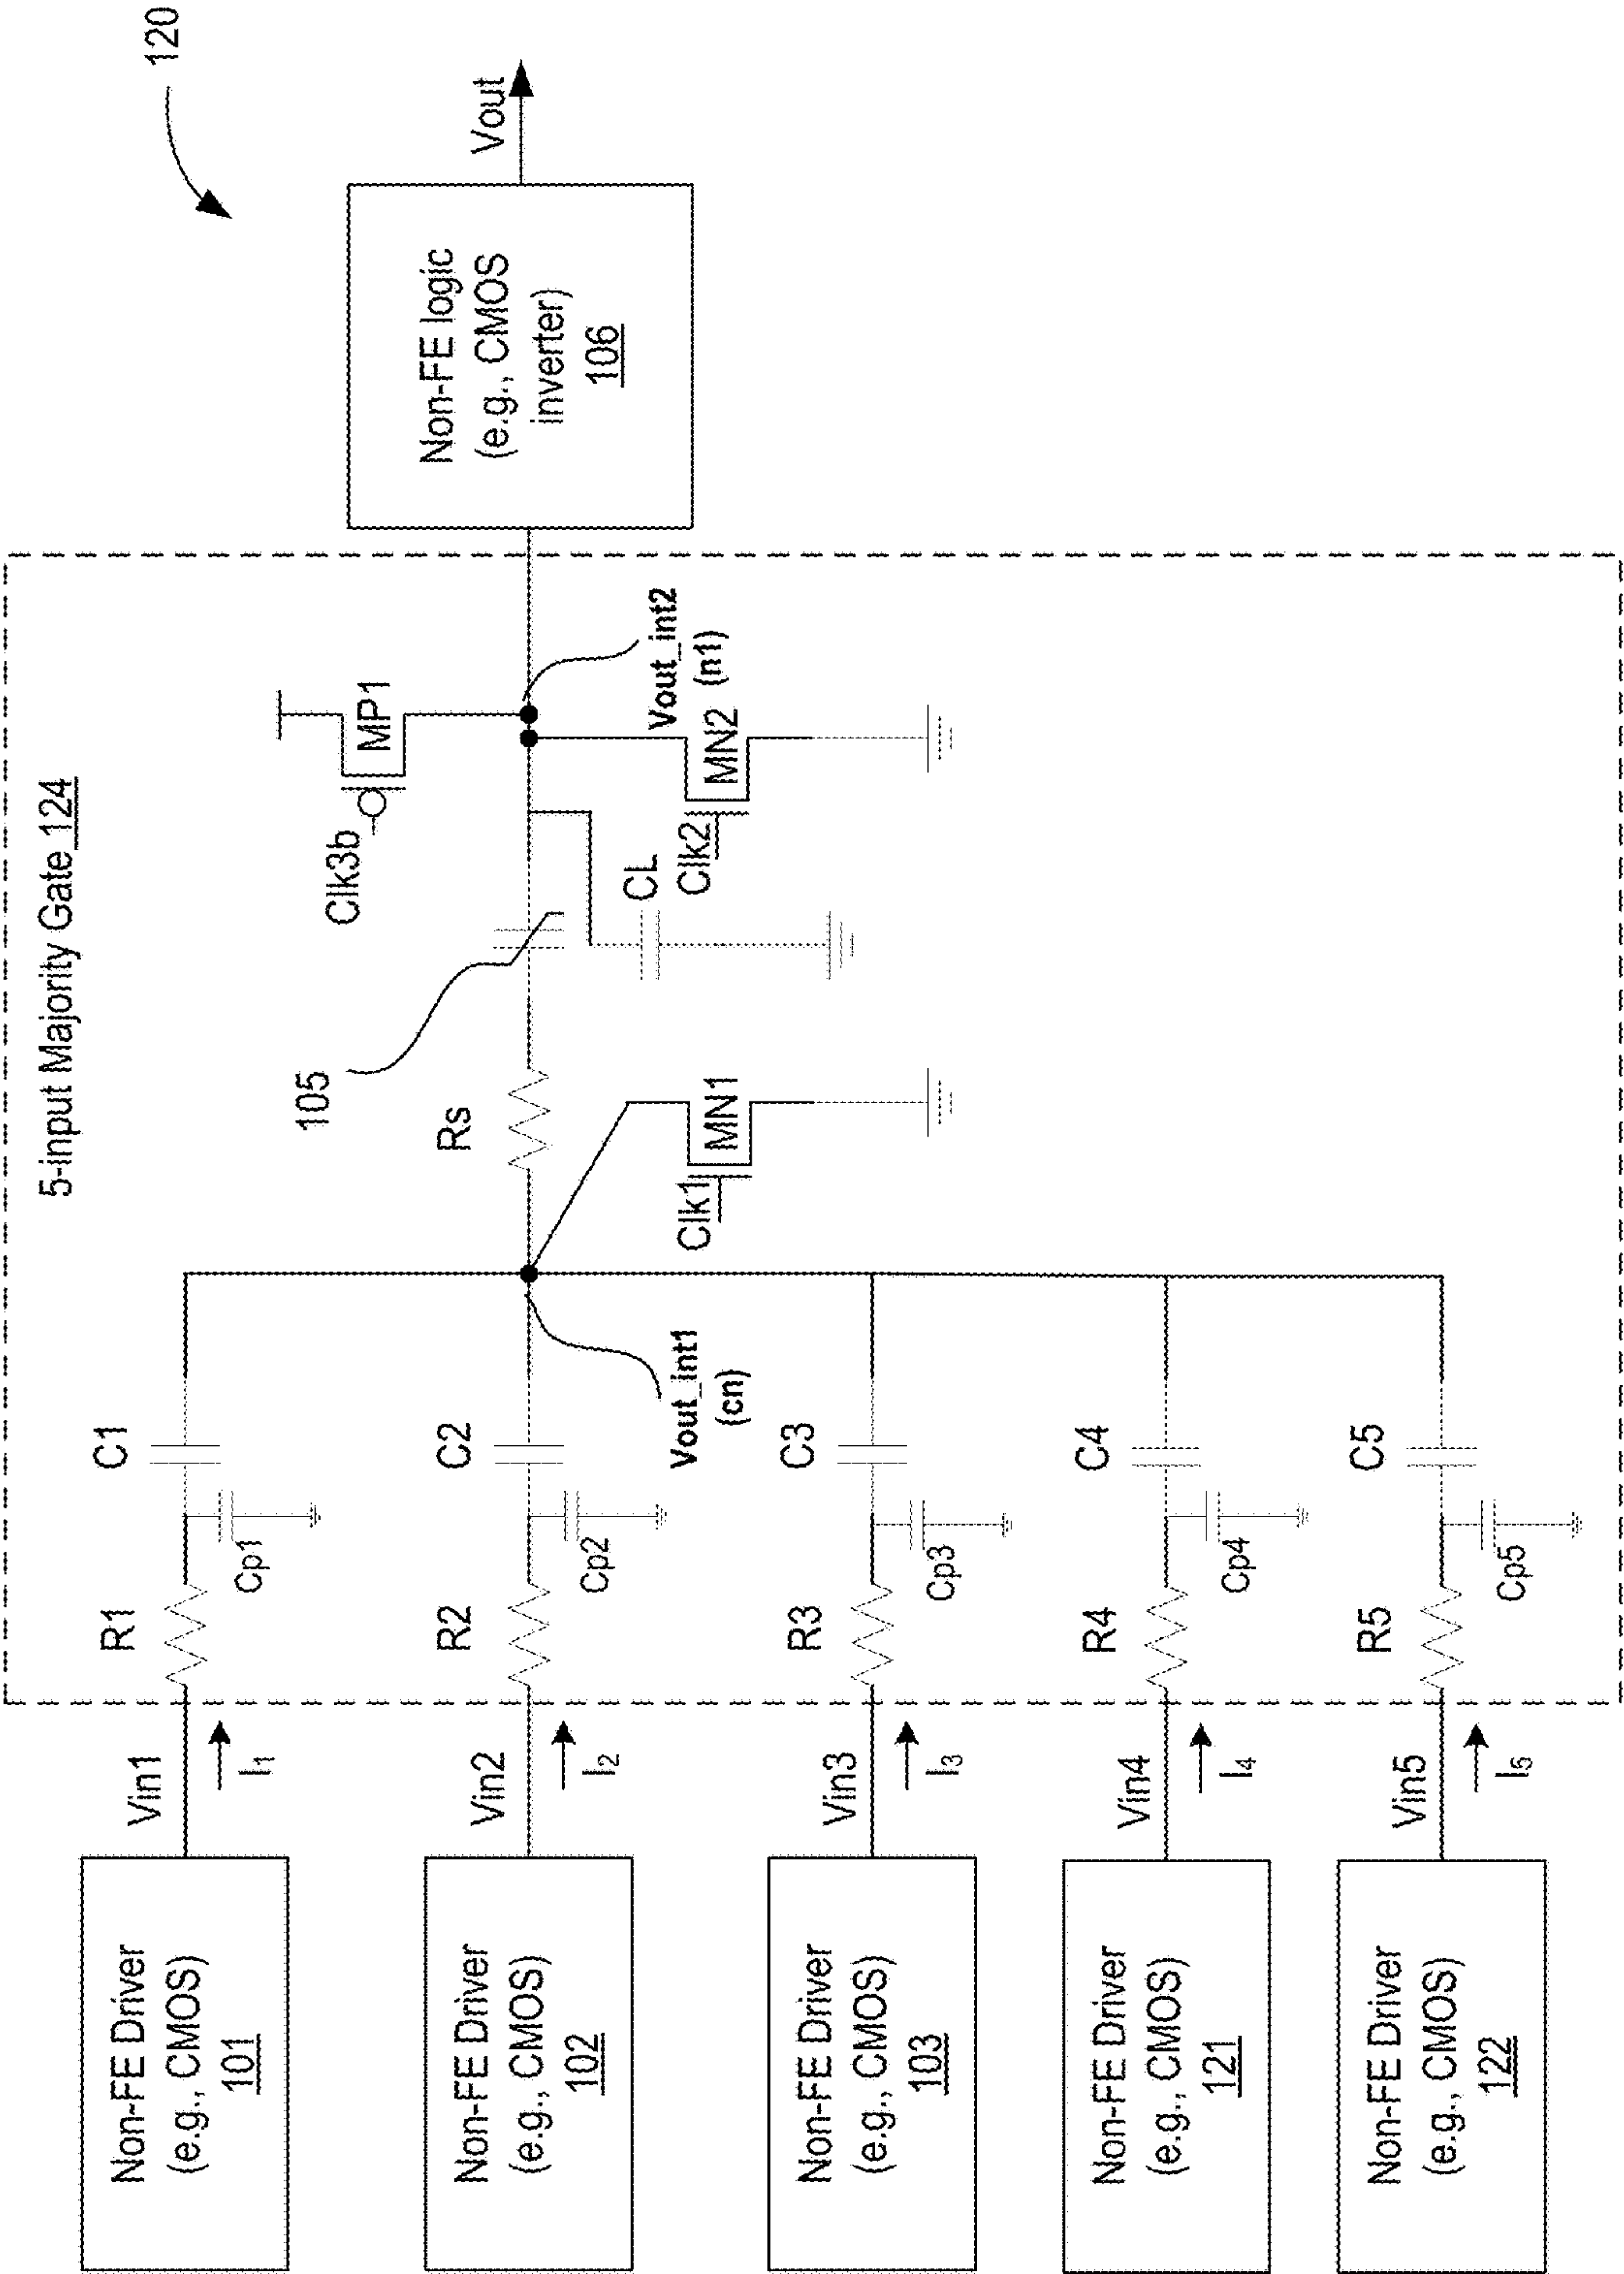 120
5-input Majority Gate 124
Non-FE Driver
(e.g., CMOS)
101
Vin1
I1
R1
Cp1
C1
Non-FE Driver
(e.g., CMOS)
102
Vin2
I2
R2
Cp2
C2
Vout_int1
(cn)
Rs
105
Clk1
MN1
CL
Clk3b
MP1
Clk2
MN2
Vout_int2
(n1)
Non-FE logic
(e.g., CMOS
inverter)
106
Vout
Non-FE Driver
(e.g., CMOS)
103
Vin3
I3
R3
Cp3
C3
Non-FE Driver
(e.g., CMOS)
121
Vin4
I4
R4
Cp4
C4
Non-FE Driver
(e.g., CMOS)
122
Vin5
I5
R5
Cp5
C5